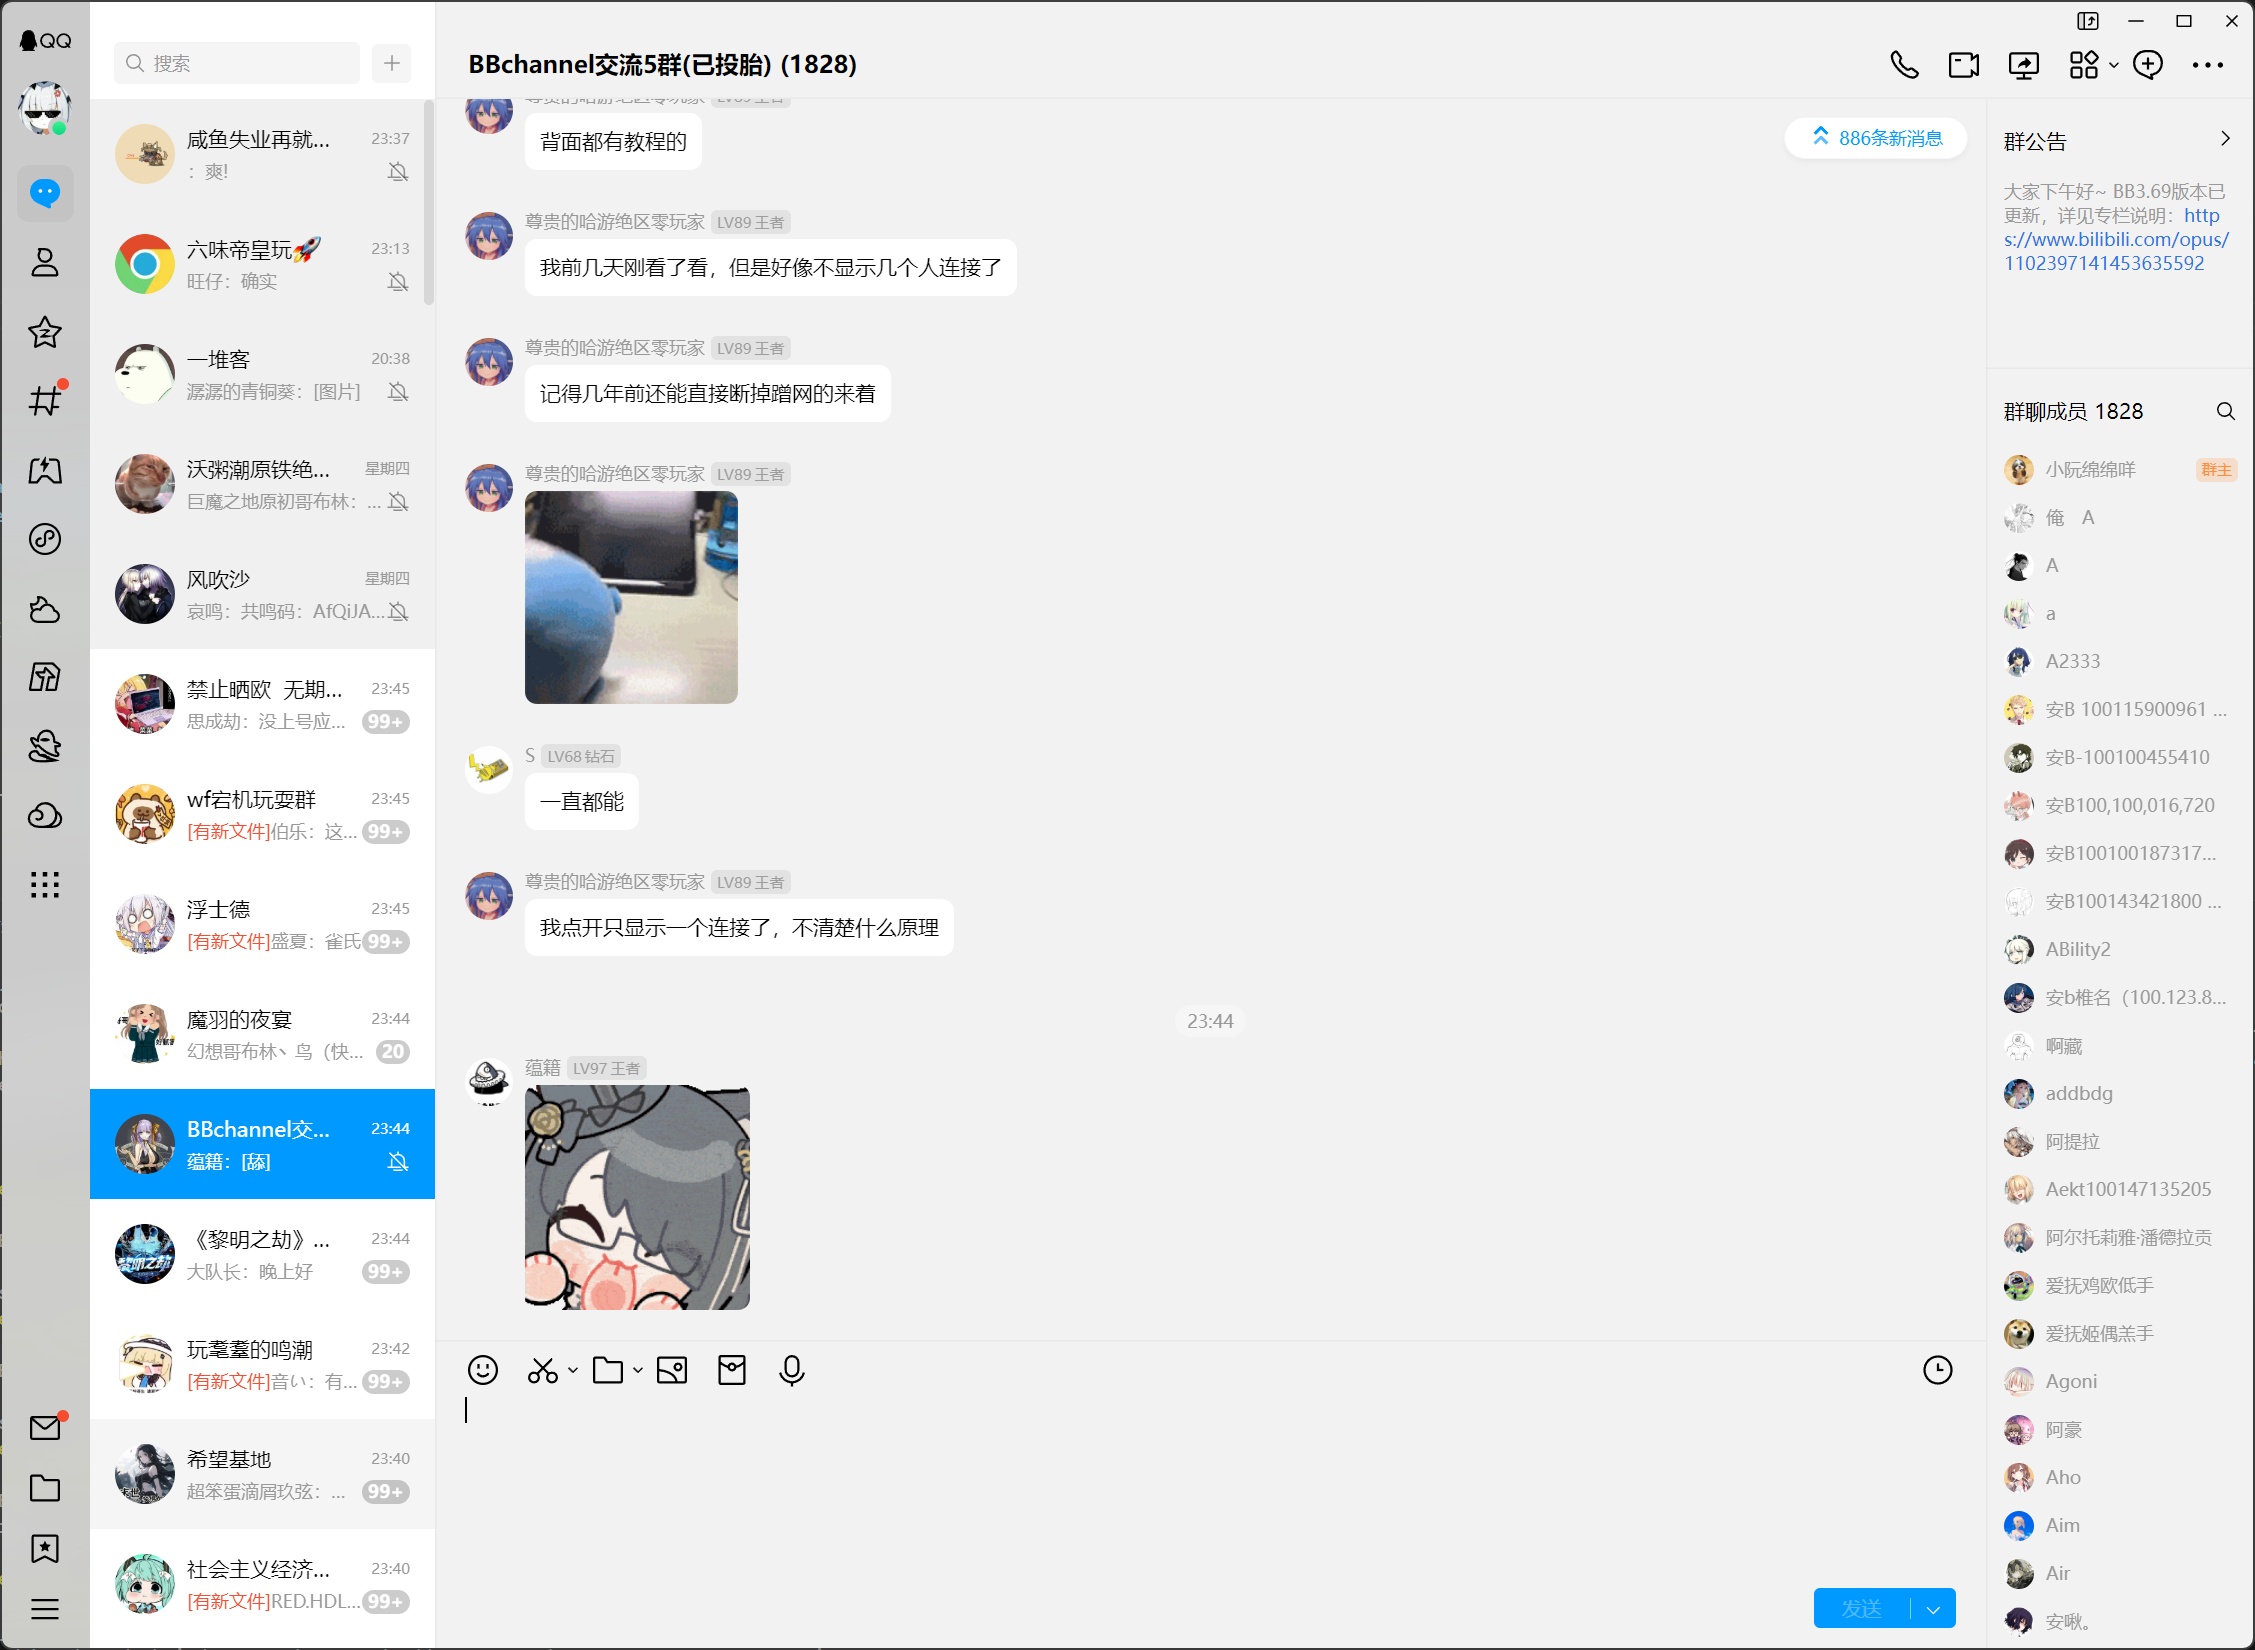 QQ
搜索
咸鱼失业再就... 23:37
：爽!
六味帝皇玩🚀 23:13
旺仔：确实
一堆客 20:38
潺潺的青铜葵：[图片]
沃粥潮原铁绝... 星期四
巨魔之地原初哥布林：...
风吹沙 星期四
哀鸣：共鸣码：AfQiJA...
禁止晒欧 无期... 23:45
思成劫：没上号应... 99+
wf宕机玩耍群 23:45
[有新文件]伯乐：这... 99+
浮士德 23:45
[有新文件]盛夏：雀氏 99+
魔羽的夜宴 23:44
幻想哥布林丶鸟（快... 20
BBchannel交... 23:44
蕴籍：[舔]
《黎明之劫》... 23:44
大队长：晚上好 99+
玩耄耋的鸣潮 23:42
[有新文件]音い：有... 99+
希望基地 23:40
超笨蛋滴屑玖弦：... 99+
社会主义经济... 23:40
[有新文件]RED.HDL... 99+
BBchannel交流5群(已投胎) (1828)
尊贵的哈游绝区零玩家 LV89 王者
背面都有教程的
886条新消息
尊贵的哈游绝区零玩家 LV89 王者
我前几天刚看了看，但是好像不显示几个人连接了
尊贵的哈游绝区零玩家 LV89 王者
记得几年前还能直接断掉蹭网的来着
尊贵的哈游绝区零玩家 LV89 王者
S LV68 钻石
一直都能
尊贵的哈游绝区零玩家 LV89 王者
我点开只显示一个连接了，不清楚什么原理
23:44
蕴籍 LV97 王者
发送
群公告
大家下午好~ BB3.69版本已
更新，详见专栏说明：http
s://www.bilibili.com/opus/
1102397141453635592
群聊成员 1828
小阮绵绵咩 群主
俺 A
A
a
A2333
安B 100115900961 ...
安B-100100455410
安B100,100,016,720
安B100100187317...
安B100143421800 ...
ABility2
安b椎名（100.123.8...
啊藏
addbdg
阿提拉
Aekt100147135205
阿尔托莉雅·潘德拉贡
爱抚鸡欧低手
爱抚姬偶羔手
Agoni
阿豪
Aho
Aim
Air
安啾。